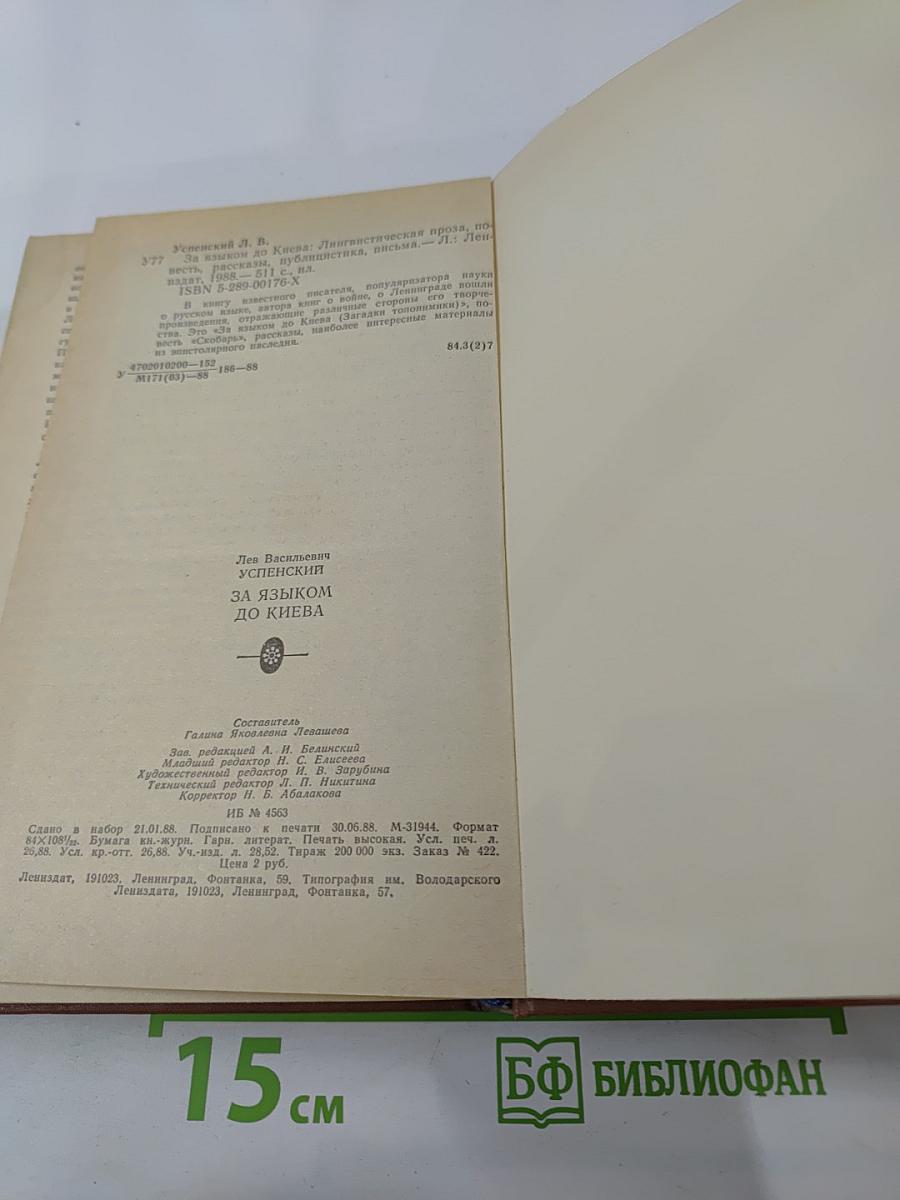 Успенский Л. В.
У77 За языком до Киева: Лингвистическая проза, по-
весть, рассказы, публицистика, письма.— Л.: Лен-
издат, 1988.— 511 с., ил.
ISBN 5-289-00176-X
В книгу известного писателя, популяризатора науки
о русском языке, автора книг о войне, о Ленинграде вошли
произведения, отражающие различные стороны его творче-
ства. Это «За языком до Киева (Загадки топонимики)», по-
весть «Скобарь», рассказы, наиболее интересные материалы
из эпистолярного наследия.
У 4702010200—152
М171(03)—88 186—88
84.3(2)7
Лев Васильевич
УСПЕНСКИЙ
ЗА ЯЗЫКОМ
ДО КИЕВА
Составитель
Галина Яковлевна Левашева
Зав. редакцией А. И. Белинский
Младший редактор Н. С. Елисеева
Художественный редактор И. В. Зарубина
Технический редактор Л. П. Никитина
Корректор Н. Б. Абалакова
ИБ № 4563
Сдано в набор 21.01.88. Подписано к печати 30.06.88. М-31944. Формат
84×108¹/₃₂. Бумага кн.-журн. Гарн. литерат. Печать высокая. Усл. печ. л.
26,88. Усл. кр.-отт. 26,88. Уч.-изд. л. 28,52. Тираж 200 000 экз. Заказ № 422.
Цена 2 руб.
Лениздат, 191023, Ленинград, Фонтанка, 59. Типография им. Володарского
Лениздата, 191023, Ленинград, Фонтанка, 57.
15 см
БФ БИБЛИОФАН